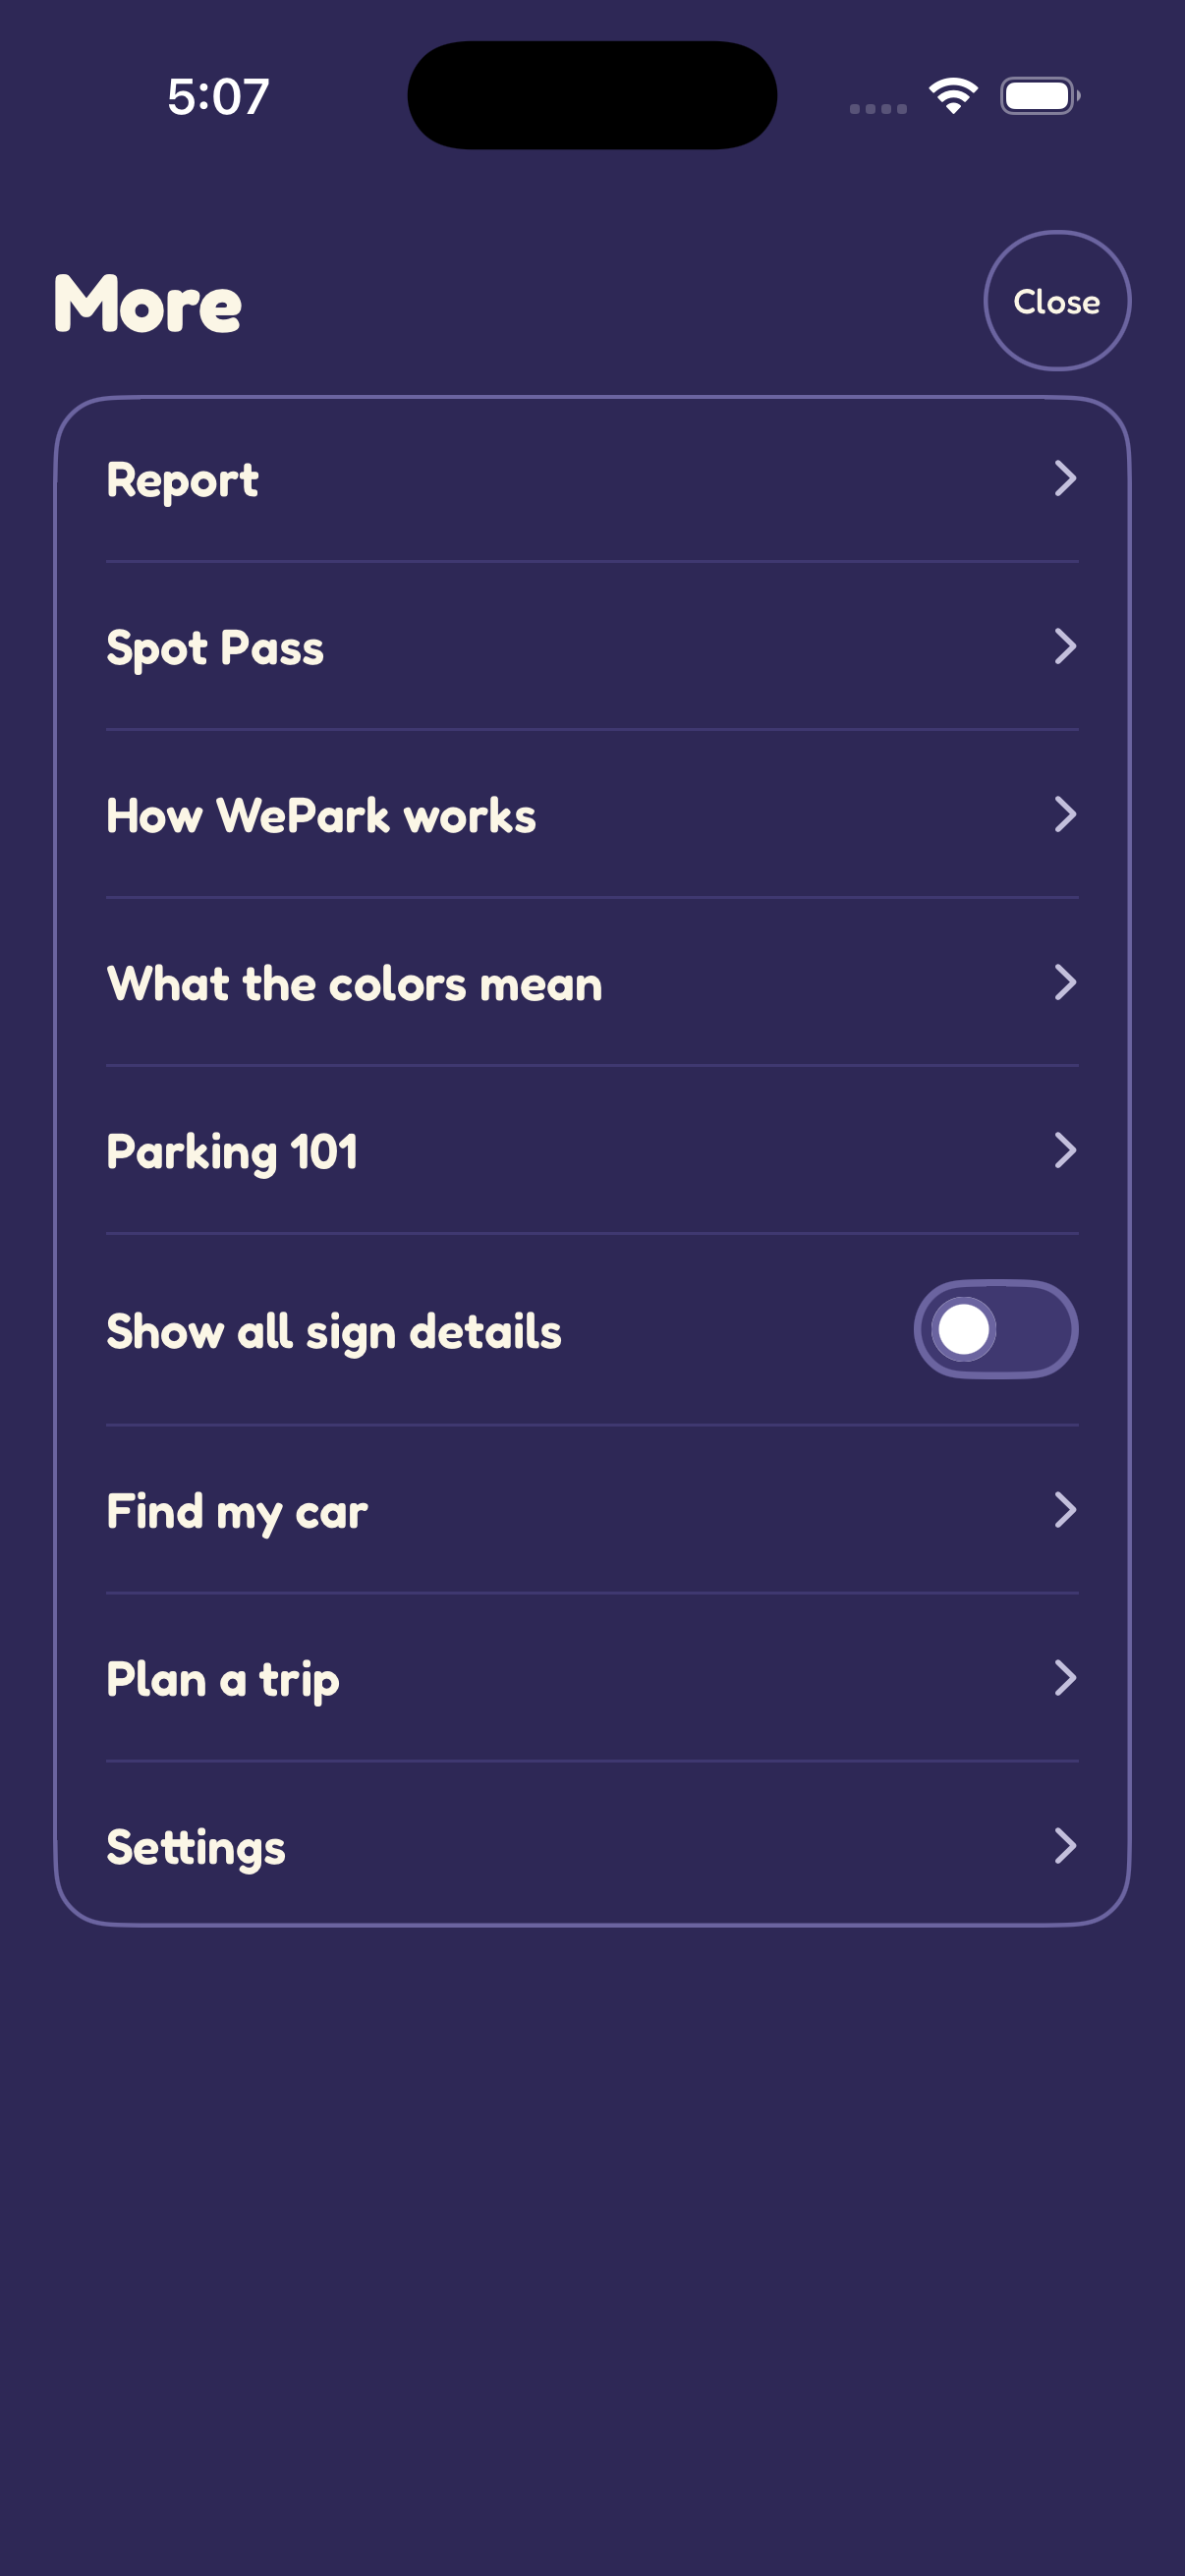 5:07
More
Close
Report
Spot Pass
How WePark works
What the colors mean
Parking 101
Show all sign details
Find my car
Plan a trip
Settings